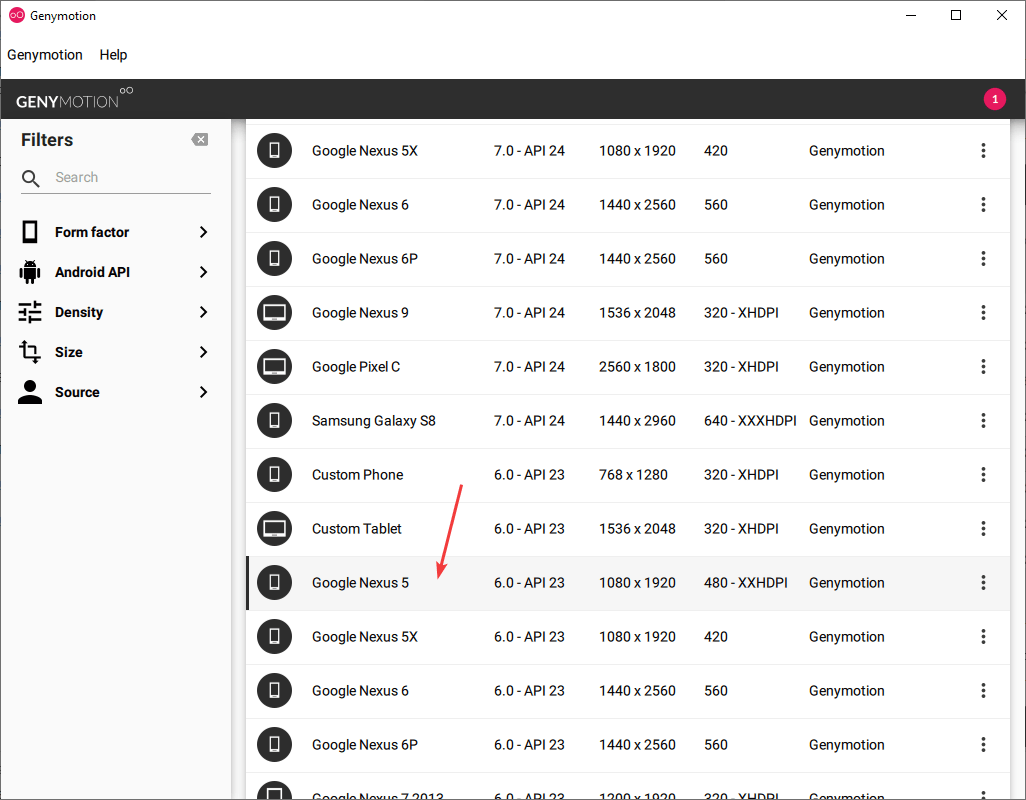 Genymotion
Genymotion Help
GENYMOTION 1
Filters
Search
Form factor
Android API
Density
Size
Source
Google Nexus 5X 7.0 - API 24 1080 x 1920 420 Genymotion
Google Nexus 6 7.0 - API 24 1440 x 2560 560 Genymotion
Google Nexus 6P 7.0 - API 24 1440 x 2560 560 Genymotion
Google Nexus 9 7.0 - API 24 1536 x 2048 320 - XHDPI Genymotion
Google Pixel C 7.0 - API 24 2560 x 1800 320 - XHDPI Genymotion
Samsung Galaxy S8 7.0 - API 24 1440 x 2960 640 - XXXHDPI Genymotion
Custom Phone 6.0 - API 23 768 x 1280 320 - XHDPI Genymotion
Custom Tablet 6.0 - API 23 1536 x 2048 320 - XHDPI Genymotion
Google Nexus 5 6.0 - API 23 1080 x 1920 480 - XXHDPI Genymotion
Google Nexus 5X 6.0 - API 23 1080 x 1920 420 Genymotion
Google Nexus 6 6.0 - API 23 1440 x 2560 560 Genymotion
Google Nexus 6P 6.0 - API 23 1440 x 2560 560 Genymotion
Google Nexus 7 2013 6.0 - API 23 1200 x 1920 320 - XHDPI Genymotion